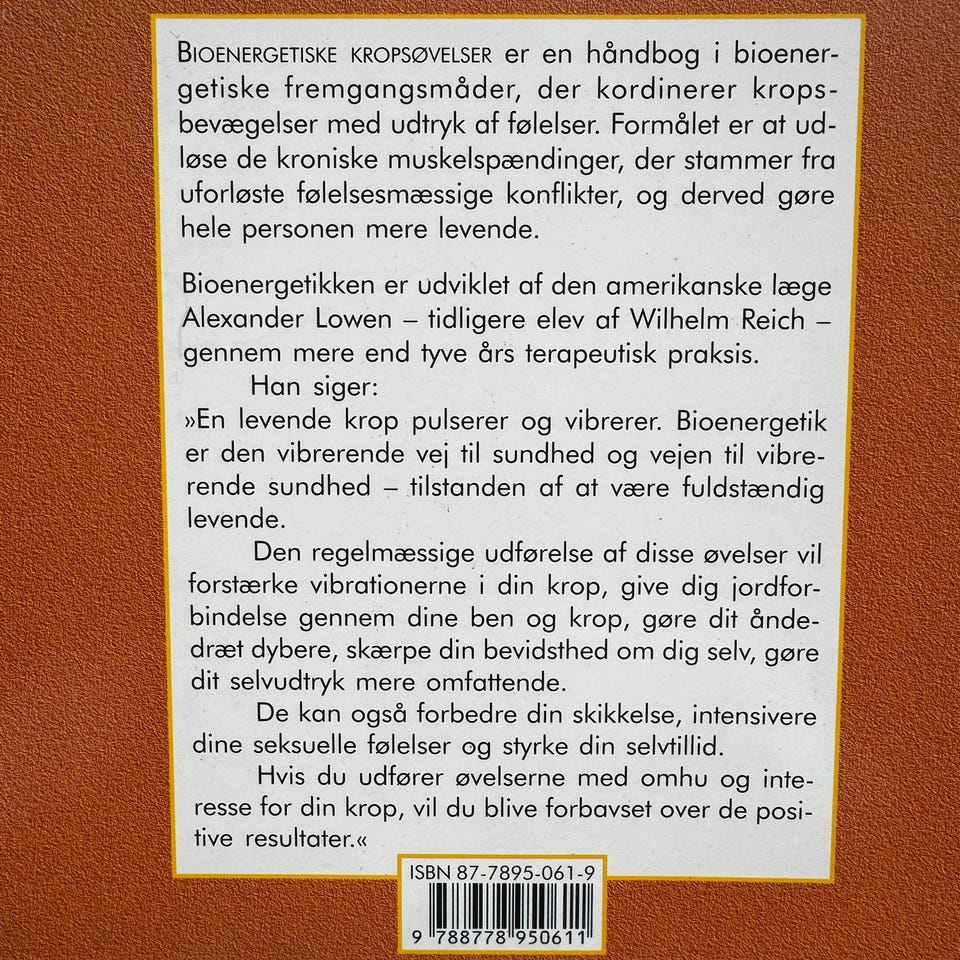 BIOENERGETISKE KROPSØVELSER er en håndbog i bioener-
getiske fremgangsmåder, der kordinerer krops-
bevægelser med udtryk af følelser. Formålet er at ud-
løse de kroniske muskelspændinger, der stammer fra
uforløste følelsesmæssige konflikter, og derved gøre
hele personen mere levende.
Bioenergetikken er udviklet af den amerikanske læge
Alexander Lowen – tidligere elev af Wilhelm Reich –
gennem mere end tyve års terapeutisk praksis.
Han siger:
»En levende krop pulserer og vibrerer. Bioenergetik
er den vibrerende vej til sundhed og vejen til vibre-
rende sundhed – tilstanden af at være fuldstændig
levende.
Den regelmæssige udførelse af disse øvelser vil
forstærke vibrationerne i din krop, give dig jordfor-
bindelse gennem dine ben og krop, gøre dit ånde-
dræt dybere, skærpe din bevidsthed om dig selv, gøre
dit selvudtryk mere omfattende.
De kan også forbedre din skikkelse, intensivere
dine seksuelle følelser og styrke din selvtillid.
Hvis du udfører øvelserne med omhu og inte-
resse for din krop, vil du blive forbavset over de posi-
tive resultater.«
ISBN 87-7895-061-9
9 788778 950611